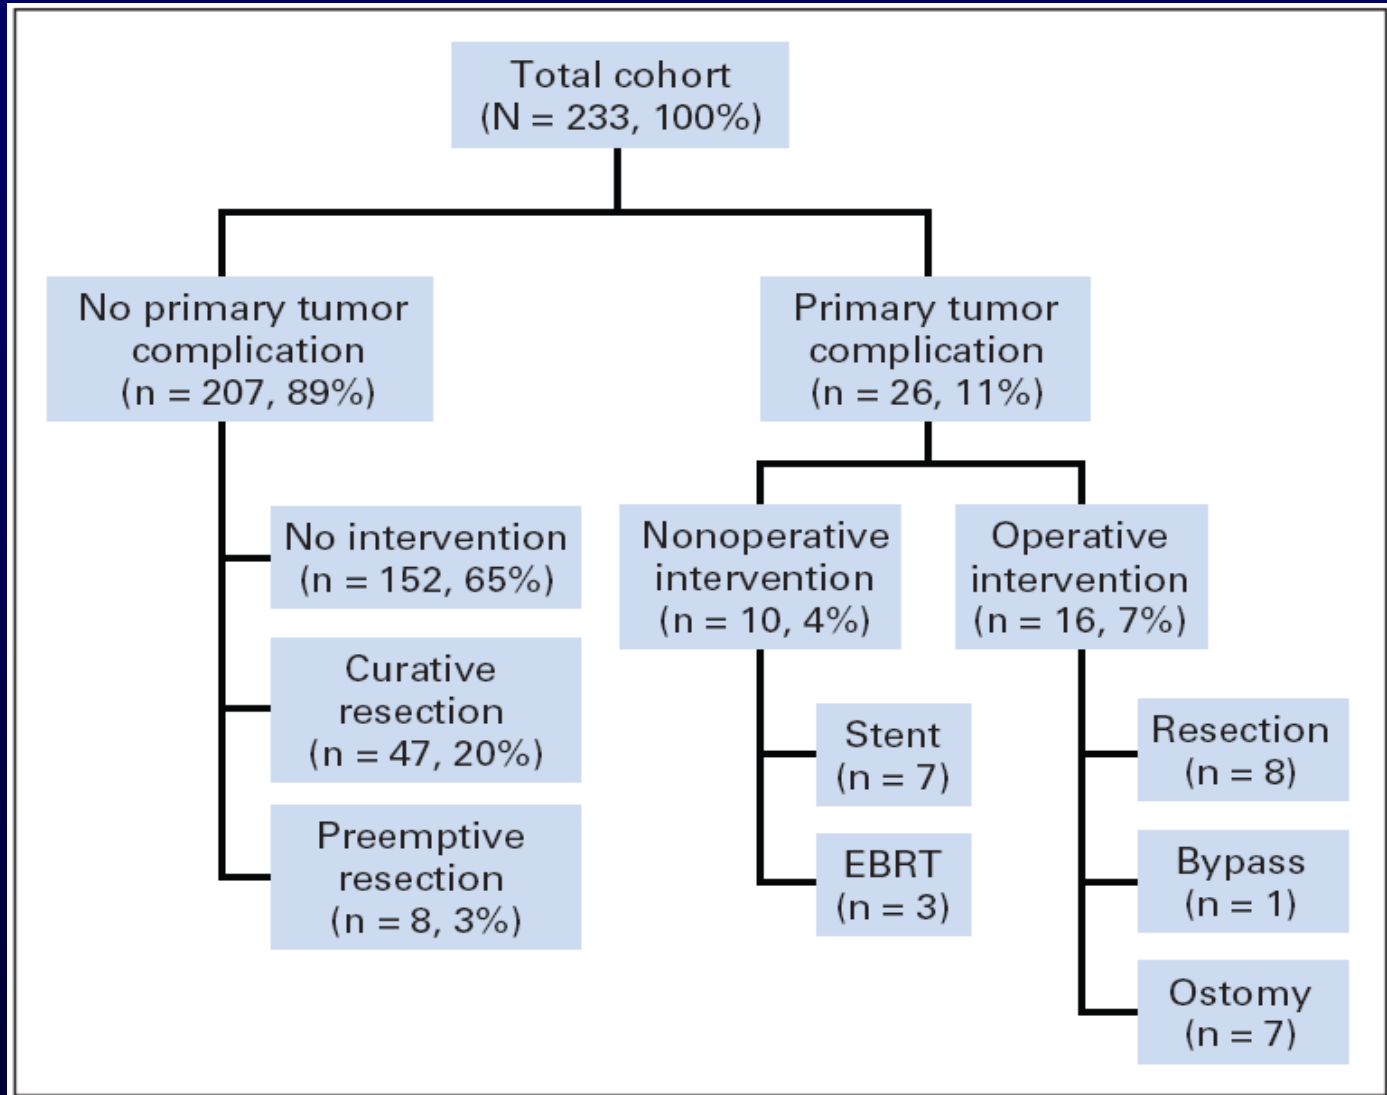 Total cohort
(N = 233, 100%)
No primary tumor
complication
(n = 207, 89%)
Primary tumor
complication
(n = 26, 11%)
No intervention
(n = 152, 65%)
Curative
resection
(n = 47, 20%)
Preemptive
resection
(n = 8, 3%)
Nonoperative
intervention
(n = 10, 4%)
Operative
intervention
(n = 16, 7%)
Stent
(n = 7)
EBRT
(n = 3)
Resection
(n = 8)
Bypass
(n = 1)
Ostomy
(n = 7)